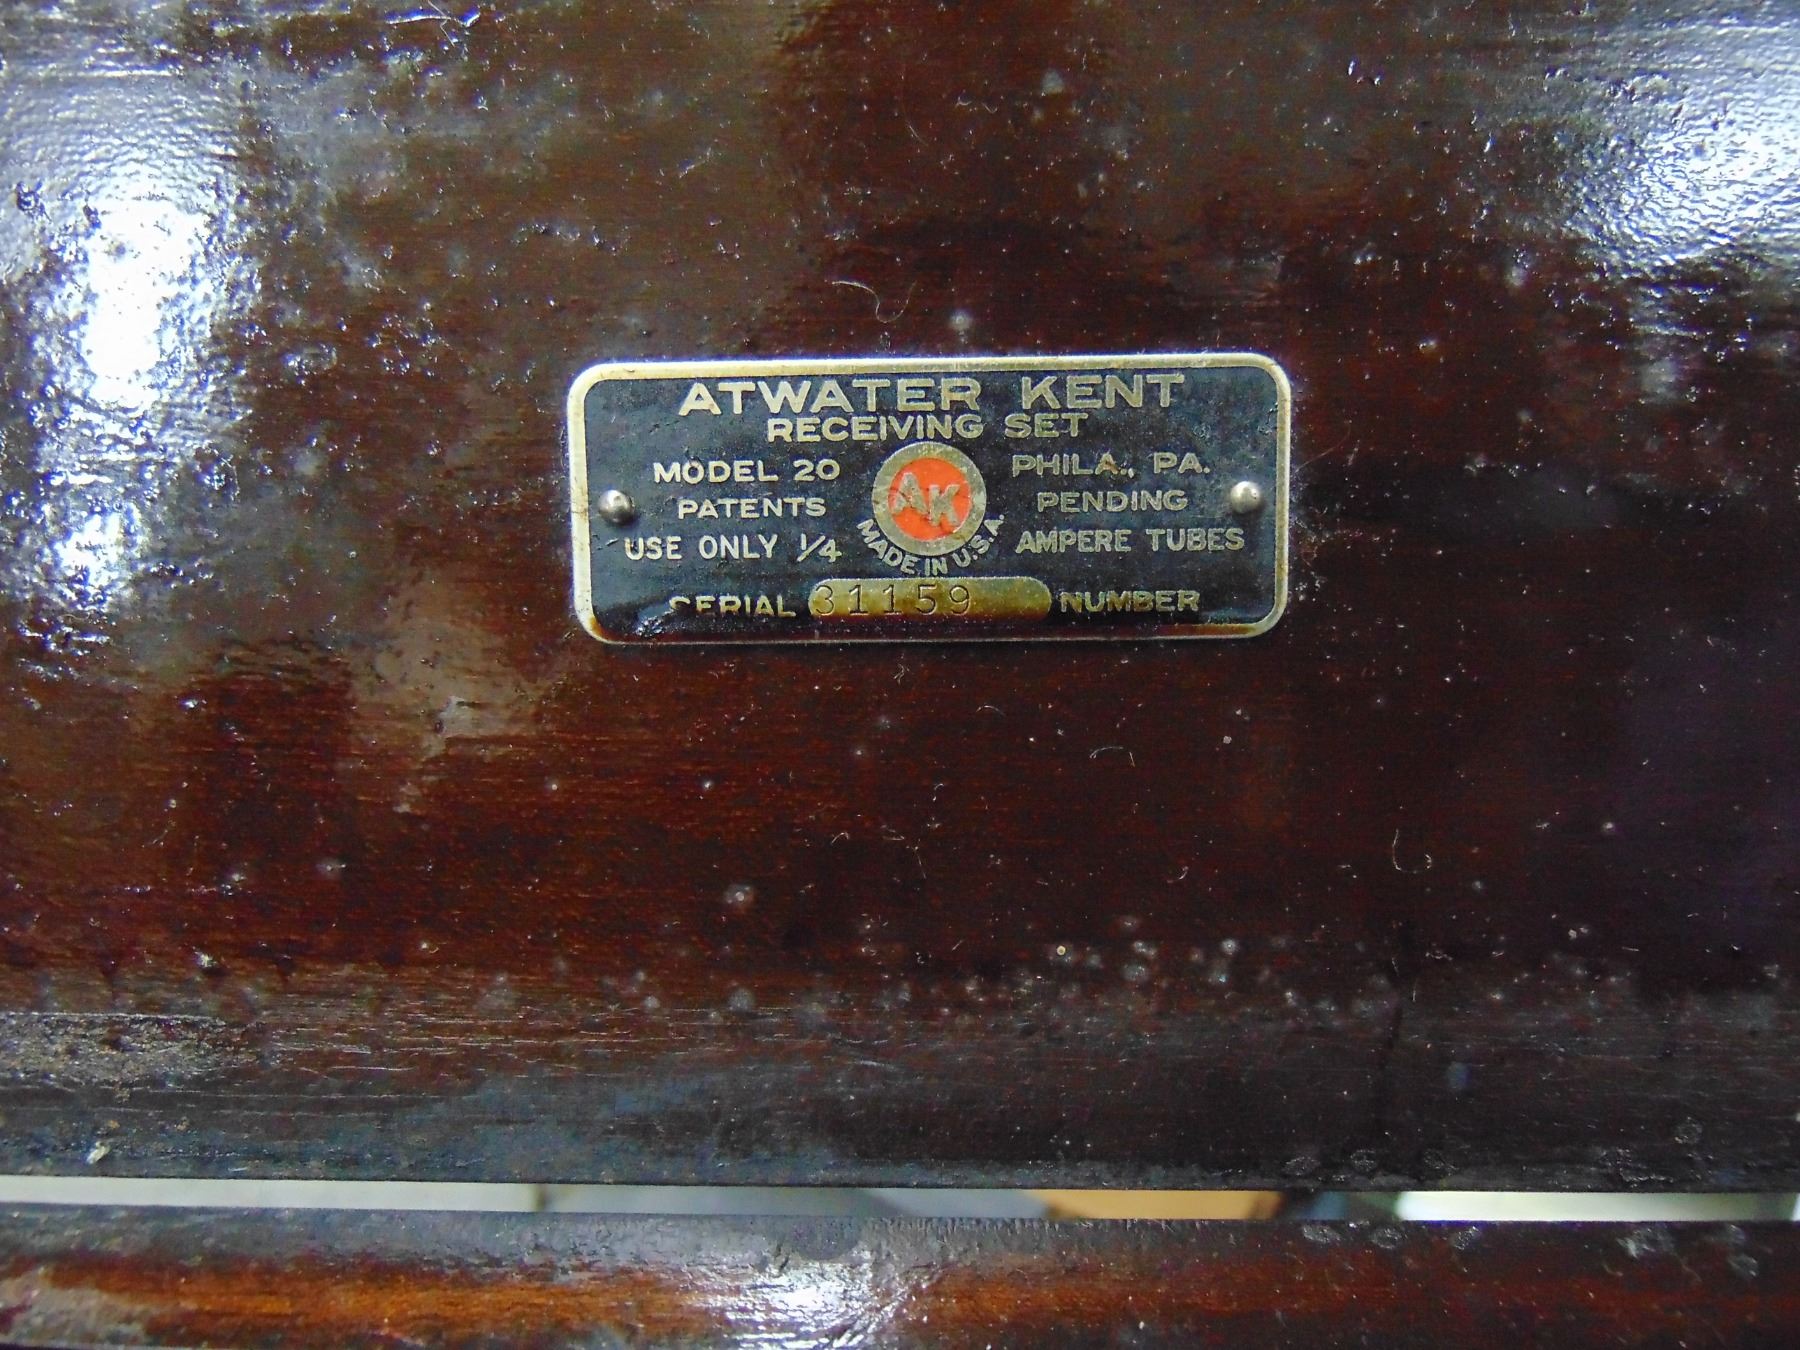 ATWATER KENT
RECEIVING SET
MODEL 20 PHILA., PA.
PATENTS AK PENDING
USE ONLY 1/4 AMPERE TUBES
MADE IN U.S.A.
SERIAL 31159 NUMBER